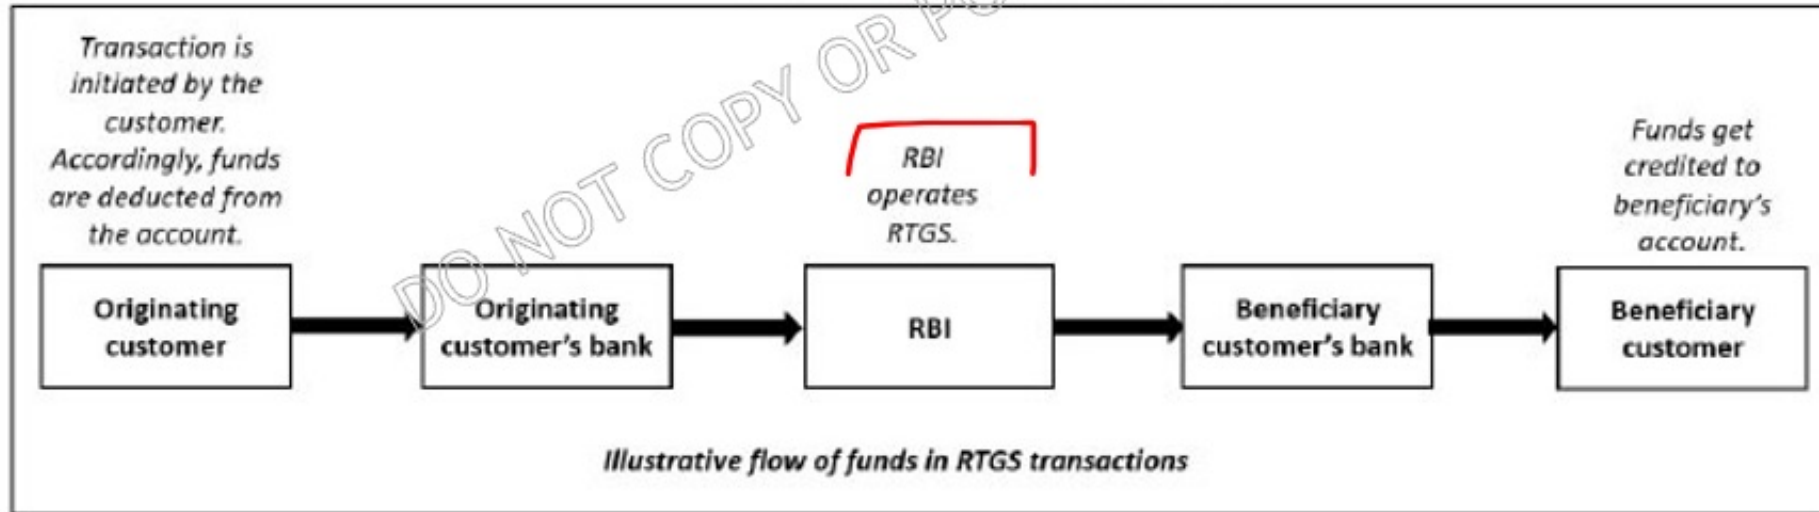 Transaction is
initiated by the
customer.
Accordingly, funds
are deducted from
the account.
DO NOT COPY OR
RBI
operates
RTGS.
Funds get
credited to
beneficiary's
account.
Originating
customer
Originating
customer's bank
RBI
Beneficiary
customer's bank
Beneficiary
customer
Illustrative flow of funds in RTGS transactions